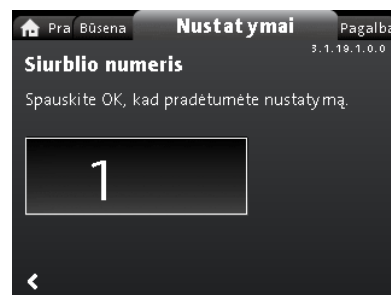 Pra Būsena Nustatymai Pagalba
3.1.19.1.0.0
Siurblio numeris
Spauskite OK, kad pradėtumėte nustatymą.
1